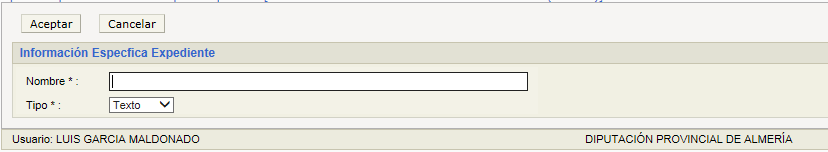 Aceptar Cancelar
Información Especfica Expediente
Nombre * :
Tipo * : Texto
Usuario: LUIS GARCIA MALDONADO DIPUTACIÓN PROVINCIAL DE ALMERÍA